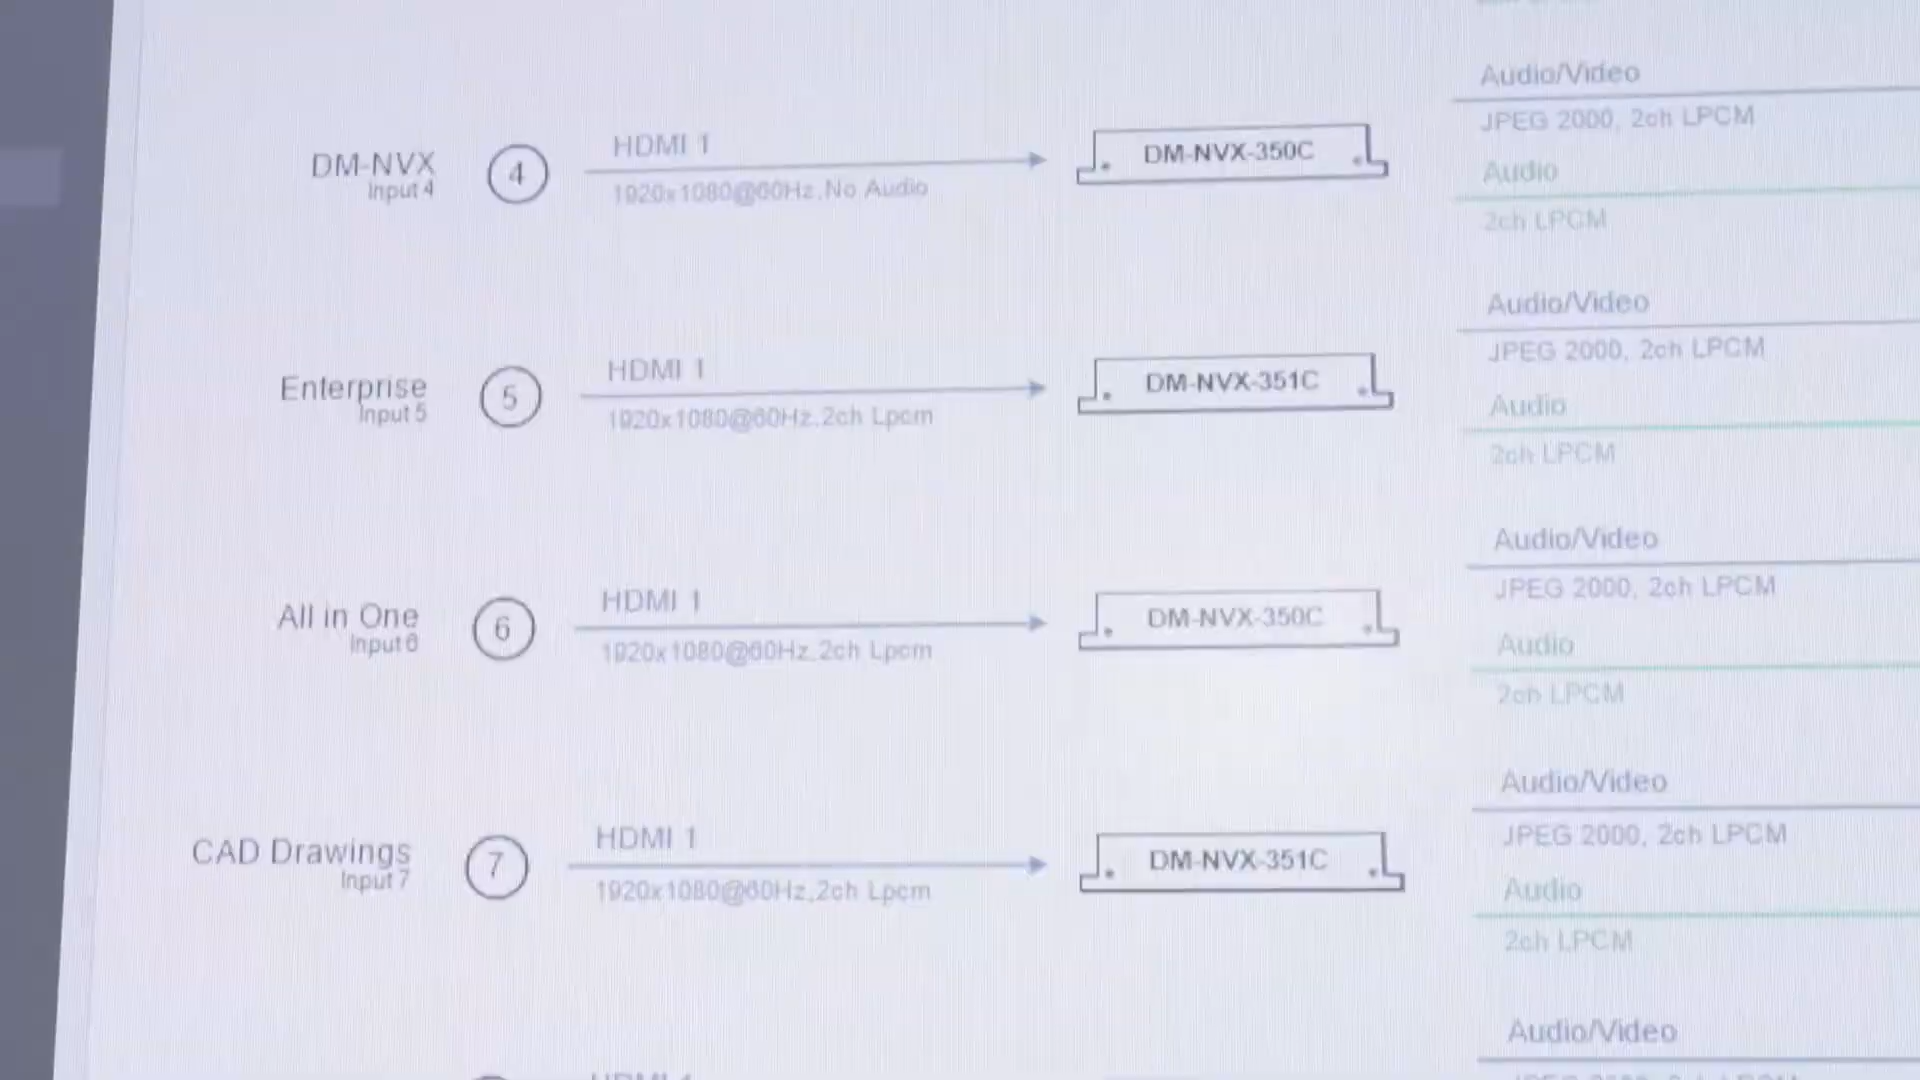 Audio/Video
DM-NVX
Input 4
4
HDMI 1
1920x1080@60Hz,No Audio
DM-NVX-350C
JPEG 2000, 2ch LPCM
Audio
2ch LPCM
Audio/Video
Enterprise
Input 5
5
HDMI 1
1920x1080@60Hz,2ch Lpcm
DM-NVX-351C
JPEG 2000, 2ch LPCM
Audio
2ch LPCM
Audio/Video
All in One
Input 6
6
HDMI 1
1920x1080@60Hz,2ch Lpcm
DM-NVX-350C
JPEG 2000, 2ch LPCM
Audio
2ch LPCM
Audio/Video
CAD Drawings
Input 7
7
HDMI 1
1920x1080@60Hz,2ch Lpcm
DM-NVX-351C
JPEG 2000, 2ch LPCM
Audio
2ch LPCM
Audio/Video
HDMI 1